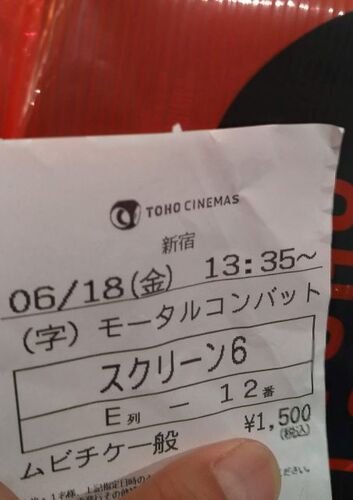 TOHO CINEMAS
新宿
06/18(金) 13:35~
(字) モータルコンバット
スクリーン6
E列 — 12番
ムビチケ一般 ¥1,500
(税込)